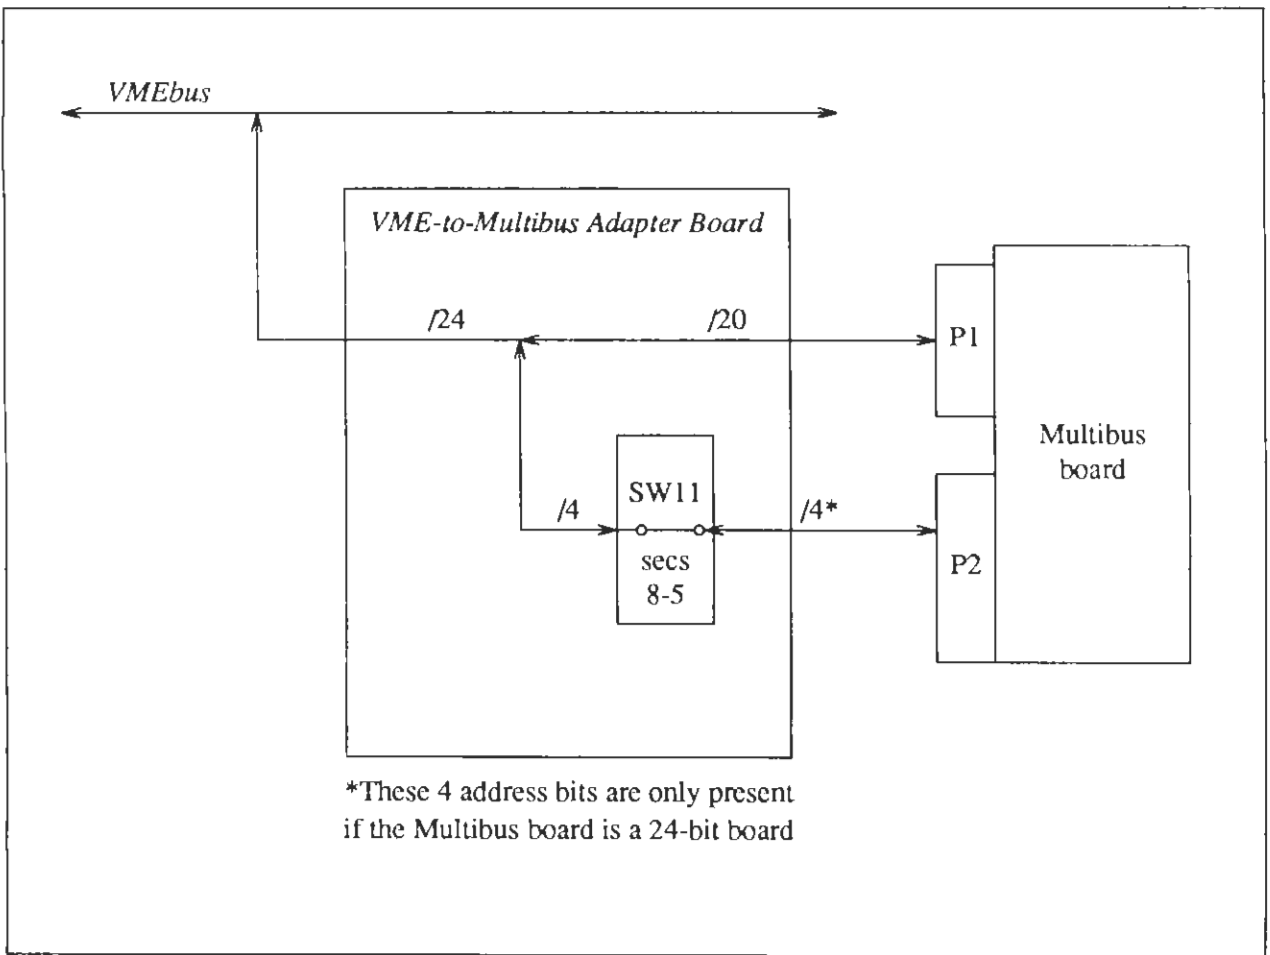 VMEbus
VME-to-Multibus Adapter Board
/24
/20
P1
Multibus
board
SW11
/4
/4*
secs
8-5
P2
*These 4 address bits are only present
if the Multibus board is a 24-bit board